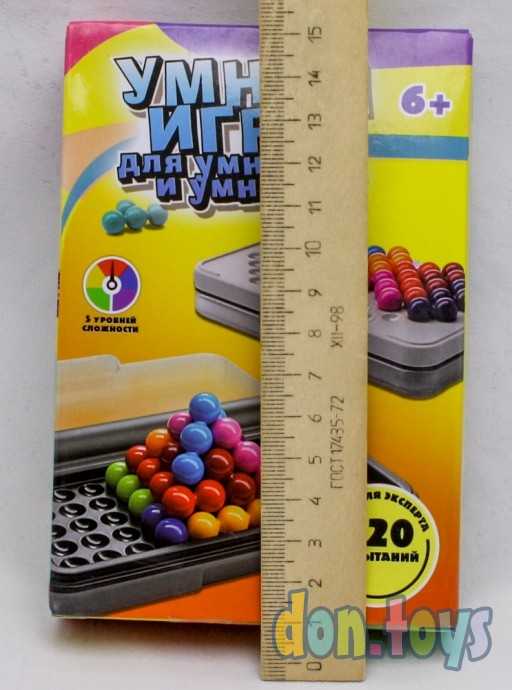 УМН
ИГР
ДЛЯ УМН
И УМН
6+
5 УРОВНЕЙ
СЛОЖНОСТИ
ЭКСПЕРТА
20
15
14
13
12
11
10
9
8
7
6
5
4
3
2
1
0
XII-98
ГОСТ 17435-72
don.toys